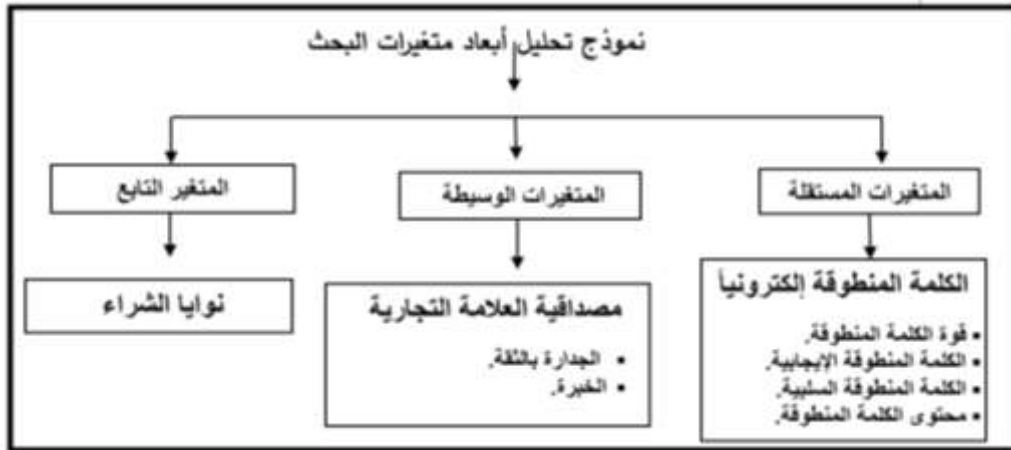 نموذج تحليل أبعاد متغيرات البحث
المتغيرات المستقلة
الكلمة المنطوقة إلكترونياً
▪ قوة الكلمة المنطوقة.
▪ الكلمة المنطوقة الإيجابية.
▪ الكلمة المنطوقة السلبية.
▪ محتوى الكلمة المنطوقة.
المتغيرات الوسيطة
مصداقية العلامة التجارية
▪ الجدارة بالثقة.
▪ الخبرة.
المتغير التابع
نوايا الشراء